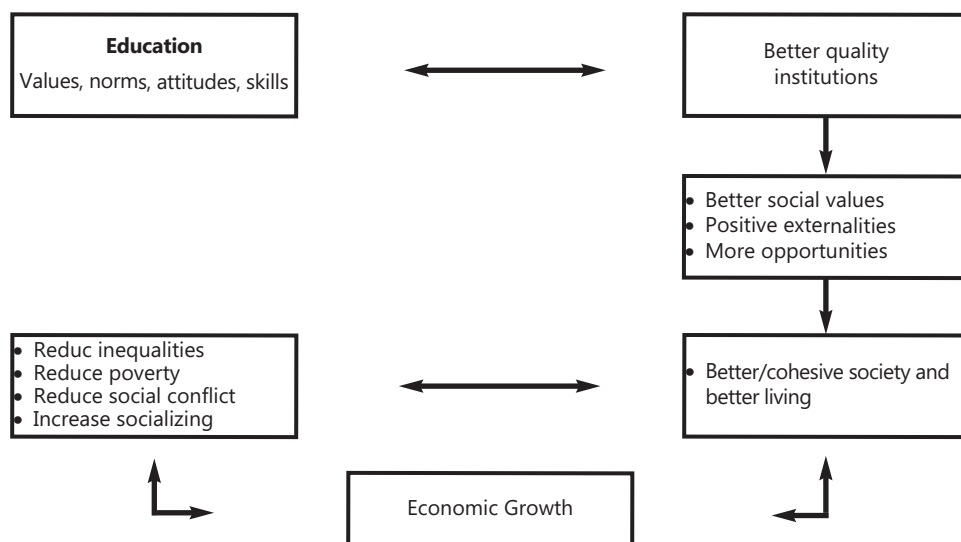 Education
Values, norms, attitudes, skills
Better quality
institutions
• Better social values
• Positive externalities
• More opportunities
• Reduc inequalities
• Reduce poverty
• Reduce social conflict
• Increase socializing
• Better/cohesive society and
better living
Economic Growth